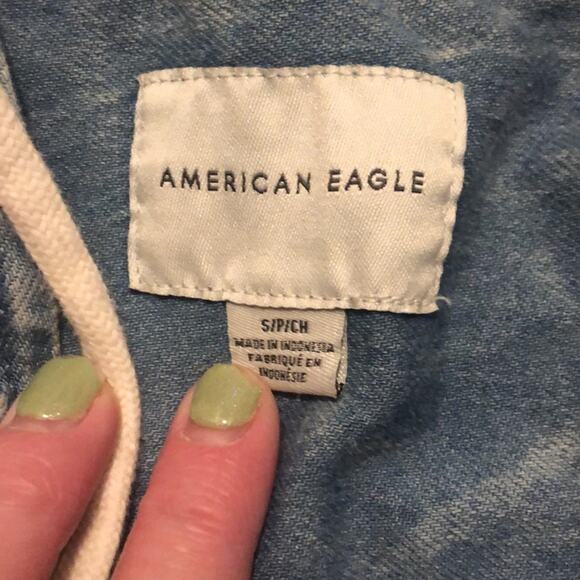 AMERICAN EAGLE
S/P/CH
MADE IN INDONESIA
FABRIQUÉ EN
INDONÉSIE